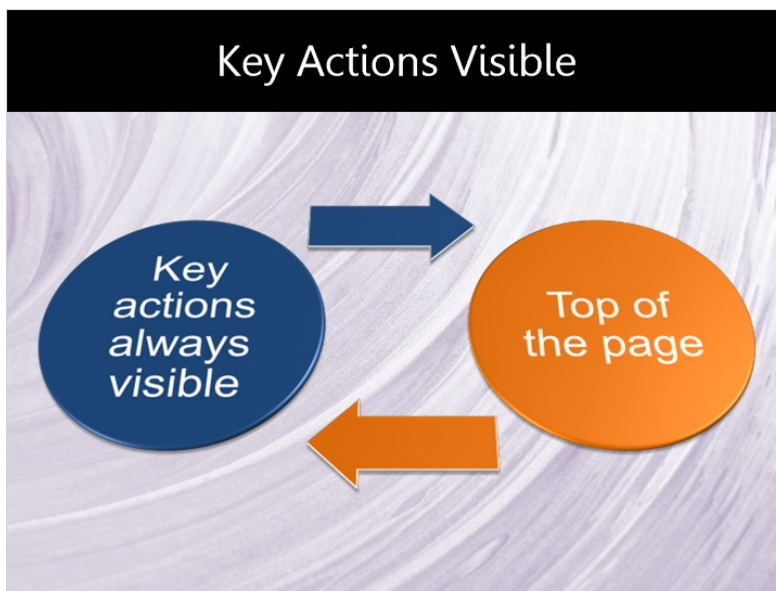 Key Actions Visible
Key
actions
always
visible
Top of
the page